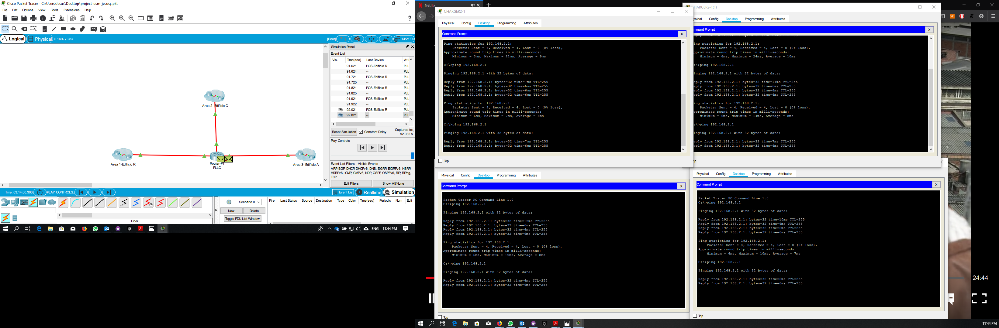 Cisco Packet Tracer - C:\Users\Jesus\Desktop\project-usm-jesusç.pkt
File Edit Options View Tools Extensions Help
Logical Physical x: 1104, y: 242 [Root] 14:21:00
Simulation Panel
Event List
Vis. Time(sec) Last Device At
91.621 POS-Edificio R PLL
91.624 -- PLL
91.721 POS-Edificio R PLL
91.725 -- PLL
91.821 POS-Edificio R PLL
91.825 -- PLL
91.921 POS-Edificio R PLL
91.922 -- PLL
92.021 POS-Edificio R PLL
92.021 -- PLL
Reset Simulation Constant Delay Captured to:
92.032 s
Play Controls
Event List Filters - Visible Events
ARP, BGP, DHCP, DHCPv6, DNS, EIGRP, EIGRPv6, HSRP,
HSRPv6, ICMP, ICMPv6, NDP, OSPF, OSPFv6, RIP, RIPng,
TCP
Edit Filters Show All/None
Area 2- Edificio C
Area 1-Edificio R
Router-PT
PLLC
Area 3- Edificio A
Time: 03:14:00.303 PLAY CONTROLS: Event List Realtime Simulation
Scenario 0
New Delete
Toggle PDU List Window
Fire Last Status Source Destination Type Color Time(sec) Periodic Num Edit
Fiber
ENG 11:44 PM
Netflix
CHARGER2-1
Physical Config Desktop Programming Attributes
Command Prompt X
Ping statistics for 192.168.2.1:
Packets: Sent = 4, Received = 4, Lost = 0 (0% loss),
Approximate round trip times in milli-seconds:
Minimum = 3ms, Maximum = 21ms, Average = 9ms
C:\>ping 192.168.2.1
Pinging 192.168.2.1 with 32 bytes of data:
Reply from 192.168.2.1: bytes=32 time=7ms TTL=255
Reply from 192.168.2.1: bytes=32 time=6ms TTL=255
Reply from 192.168.2.1: bytes=32 time=6ms TTL=255
Reply from 192.168.2.1: bytes=32 time=6ms TTL=255
Ping statistics for 192.168.2.1:
Packets: Sent = 4, Received = 4, Lost = 0 (0% loss),
Approximate round trip times in milli-seconds:
Minimum = 6ms, Maximum = 7ms, Average = 6ms
C:\>ping 192.168.2.1
Pinging 192.168.2.1 with 32 bytes of data:
Reply from 192.168.2.1: bytes=32 time=7ms TTL=255
Reply from 192.168.2.1: bytes=32 time=6ms TTL=255
Top
CHARGER2-1(1)
ysical Config Desktop Programming Attributes
mmand Prompt X
ing statistics for 192.168.2.1:
Packets: Sent = 4, Received = 4, Lost = 0 (0% loss),
pproximate round trip times in milli-seconds:
Minimum = 6ms, Maximum = 24ms, Average = 10ms
:\>ping 192.168.2.1
inging 192.168.2.1 with 32 bytes of data:
eply from 192.168.2.1: bytes=32 time=14ms TTL=255
eply from 192.168.2.1: bytes=32 time=6ms TTL=255
eply from 192.168.2.1: bytes=32 time=6ms TTL=255
eply from 192.168.2.1: bytes=32 time=6ms TTL=255
ing statistics for 192.168.2.1:
Packets: Sent = 4, Received = 4, Lost = 0 (0% loss),
pproximate round trip times in milli-seconds:
Minimum = 6ms, Maximum = 14ms, Average = 8ms
:\>ping 192.168.2.1
inging 192.168.2.1 with 32 bytes of data:
eply from 192.168.2.1: bytes=32 time=7ms TTL=255
eply from 192.168.2.1: bytes=32 time=6ms TTL=255
op
Physical Config Desktop Programming Attributes
Command Prompt X
Packet Tracer PC Command Line 1.0
C:\>ping 192.168.2.1
Pinging 192.168.2.1 with 32 bytes of data:
Reply from 192.168.2.1: bytes=32 time=15ms TTL=255
Reply from 192.168.2.1: bytes=32 time=6ms TTL=255
Reply from 192.168.2.1: bytes=32 time=6ms TTL=255
Reply from 192.168.2.1: bytes=32 time=6ms TTL=255
Ping statistics for 192.168.2.1:
Packets: Sent = 4, Received = 4, Lost = 0 (0% loss),
Approximate round trip times in milli-seconds:
Minimum = 6ms, Maximum = 15ms, Average = 8ms
C:\>ping 192.168.2.1
Pinging 192.168.2.1 with 32 bytes of data:
Reply from 192.168.2.1: bytes=32 time=6ms TTL=255
Reply from 192.168.2.1: bytes=32 time=6ms TTL=255
Top
Physical Config Desktop Programming Attributes
Command Prompt X
Packet Tracer PC Command Line 1.0
C:\>ping 192.168.2.1
Pinging 192.168.2.1 with 32 bytes of data:
Reply from 192.168.2.1: bytes=32 time=10ms TTL=255
Reply from 192.168.2.1: bytes=32 time=6ms TTL=255
Reply from 192.168.2.1: bytes=32 time=6ms TTL=255
Reply from 192.168.2.1: bytes=32 time=6ms TTL=255
Ping statistics for 192.168.2.1:
Packets: Sent = 4, Received = 4, Lost = 0 (0% loss),
Approximate round trip times in milli-seconds:
Minimum = 6ms, Maximum = 10ms, Average = 7ms
C:\>ping 192.168.2.1
Pinging 192.168.2.1 with 32 bytes of data:
Reply from 192.168.2.1: bytes=32 time=6ms TTL=255
Reply from 192.168.2.1: bytes=32 time=6ms TTL=255
Top
24:44
11:44 PM